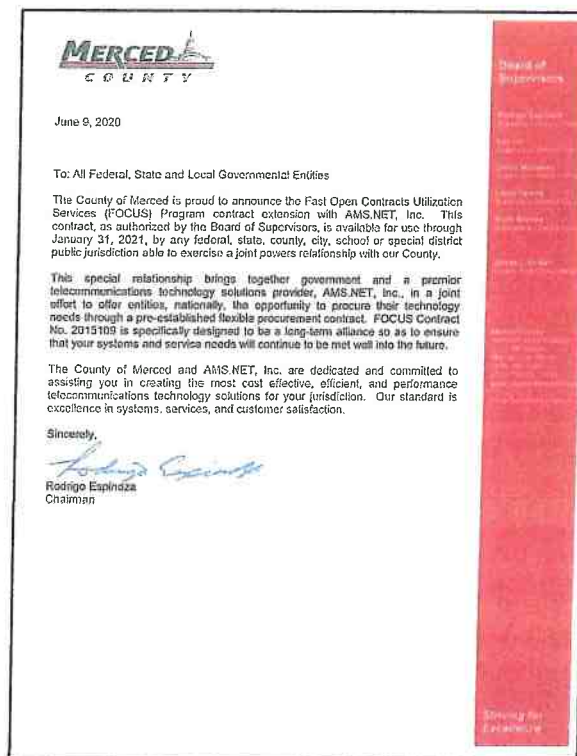 MERCED
COUNTY
June 9, 2020
To: All Federal, State and Local Governmental Entities
The County of Merced is proud to announce the Fast Open Contracts Utilization
Services (FOCUS) Program contract extension with AMS.NET, Inc. This
contract, as authorized by the Board of Supervisors, is available for use through
January 31, 2021, by any federal, state, county, city, school or special district
public jurisdiction able to exercise a joint powers relationship with our County.
This special relationship brings together government and a premier
telecommunications technology solutions provider, AMS.NET, Inc., in a joint
effort to offer entities, nationally, the opportunity to procure their technology
needs through a pre-established flexible procurement contract. FOCUS Contract
No. 2015109 is specifically designed to be a long-term alliance so as to ensure
that your systems and service needs will continue to be met well into the future.
The County of Merced and AMS.NET, Inc. are dedicated and committed to
assisting you in creating the most cost effective, efficient, and performance
telecommunications technology solutions for your jurisdiction. Our standard is
excellence in systems, services, and customer satisfaction.
Sincerely,
Rodrigo Espinoza
Rodrigo Espinoza
Chairman
Board of
Supervisors
Striving for
Excellence